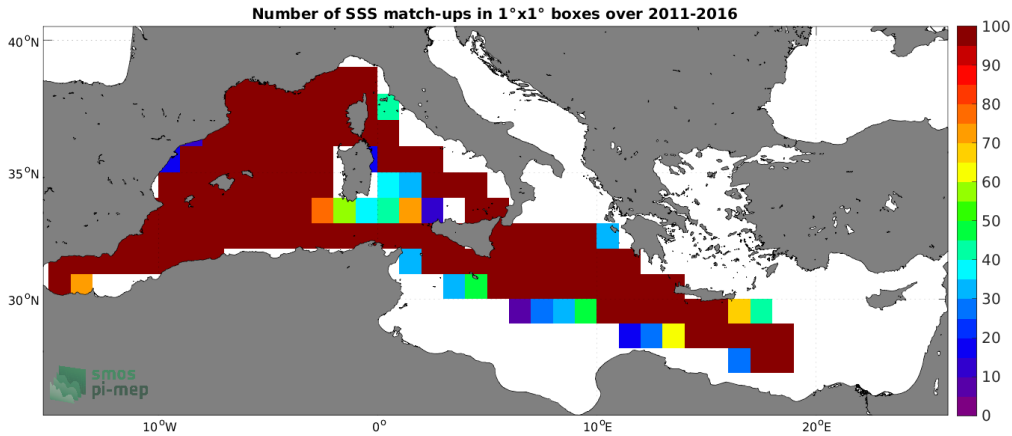 Number of SSS match-ups in 1°x1° boxes over 2011-2016
40°N
35°N
30°N
10°W
0°
10°E
20°E
100
90
80
70
60
50
40
30
20
10
0
smos
pi-mep